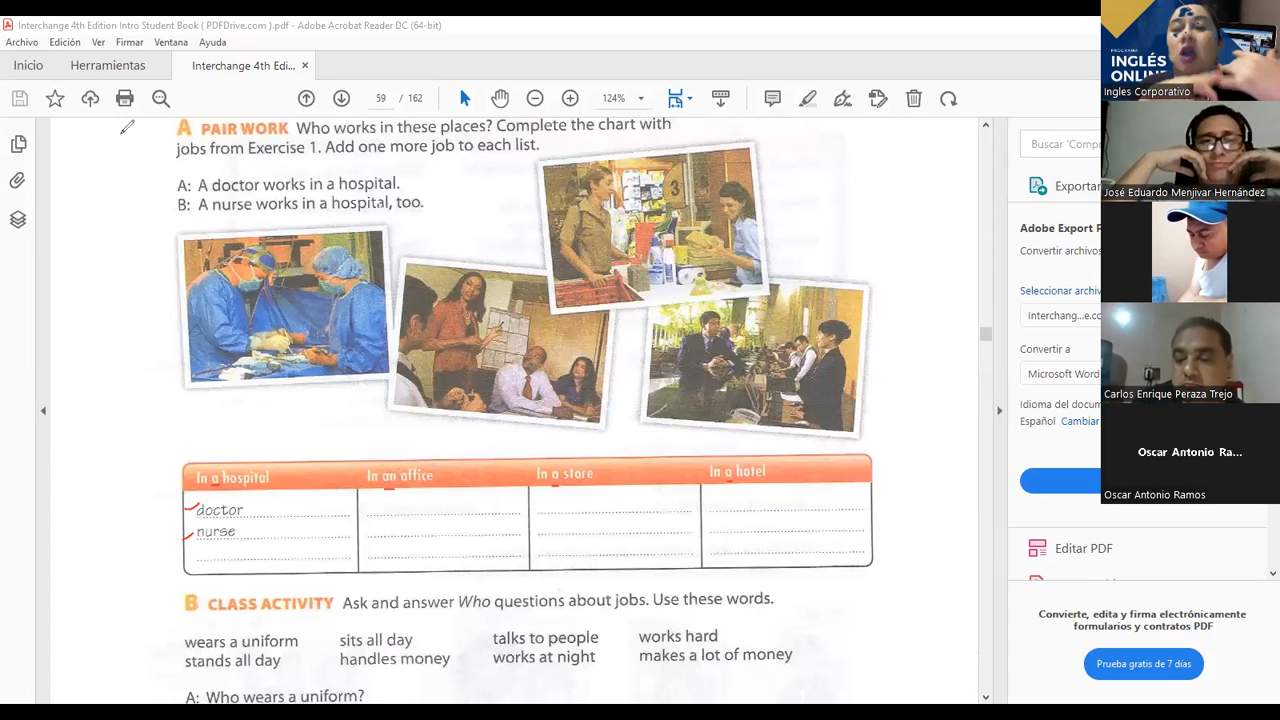 Interchange 4th Edition Intro Student Book ( PDFDrive.com ).pdf - Adobe Acrobat Reader DC (64-bit)
Archivo Edición Ver Firmar Ventana Ayuda
Inicio Herramientas Interchange 4th Edi... ×
59 / 162 124%
A PAIR WORK Who works in these places? Complete the chart with
jobs from Exercise 1. Add one more job to each list.
A: A doctor works in a hospital.
B: A nurse works in a hospital, too.
3
In a hospital In an office In a store In a hotel
doctor
nurse
B CLASS ACTIVITY Ask and answer Who questions about jobs. Use these words.
wears a uniform sits all day talks to people works hard
stands all day handles money works at night makes a lot of money
A: Who wears a uniform?
Buscar 'Comp
Exportar
Adobe Export P
Convertir archivos
Seleccionar archiv
Interchang...e.co
Convertir a
Microsoft Word
Idioma del docum
Español Cambiar
Editar PDF
Convierte, edita y firma electrónicamente
formularios y contratos PDF
Prueba gratis de 7 días
PROGRAMA
INGLÉS
ONLIN
Ingles Corporativo
José Eduardo Menjivar Hernández
Carlos Enrique Peraza Trejo
Oscar Antonio Ra...
Oscar Antonio Ramos